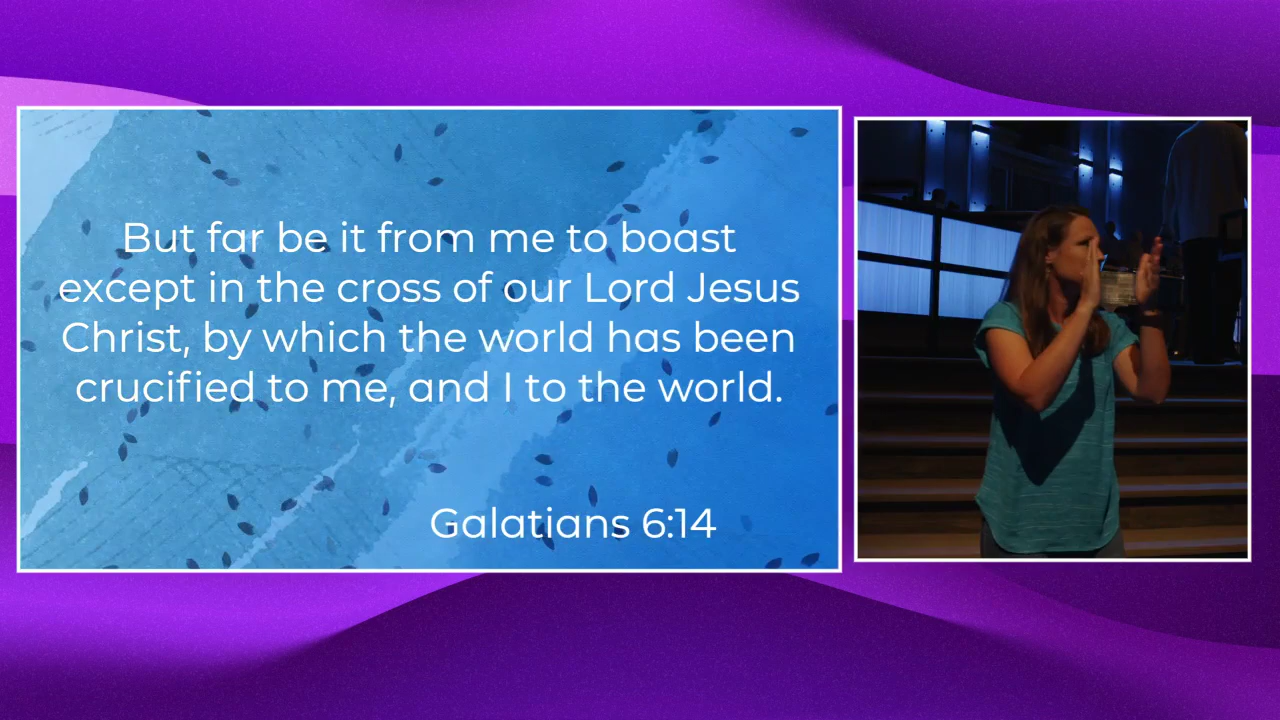 But far be it from me to boast
except in the cross of our Lord Jesus
Christ, by which the world has been
crucified to me, and I to the world.
Galatians 6:14